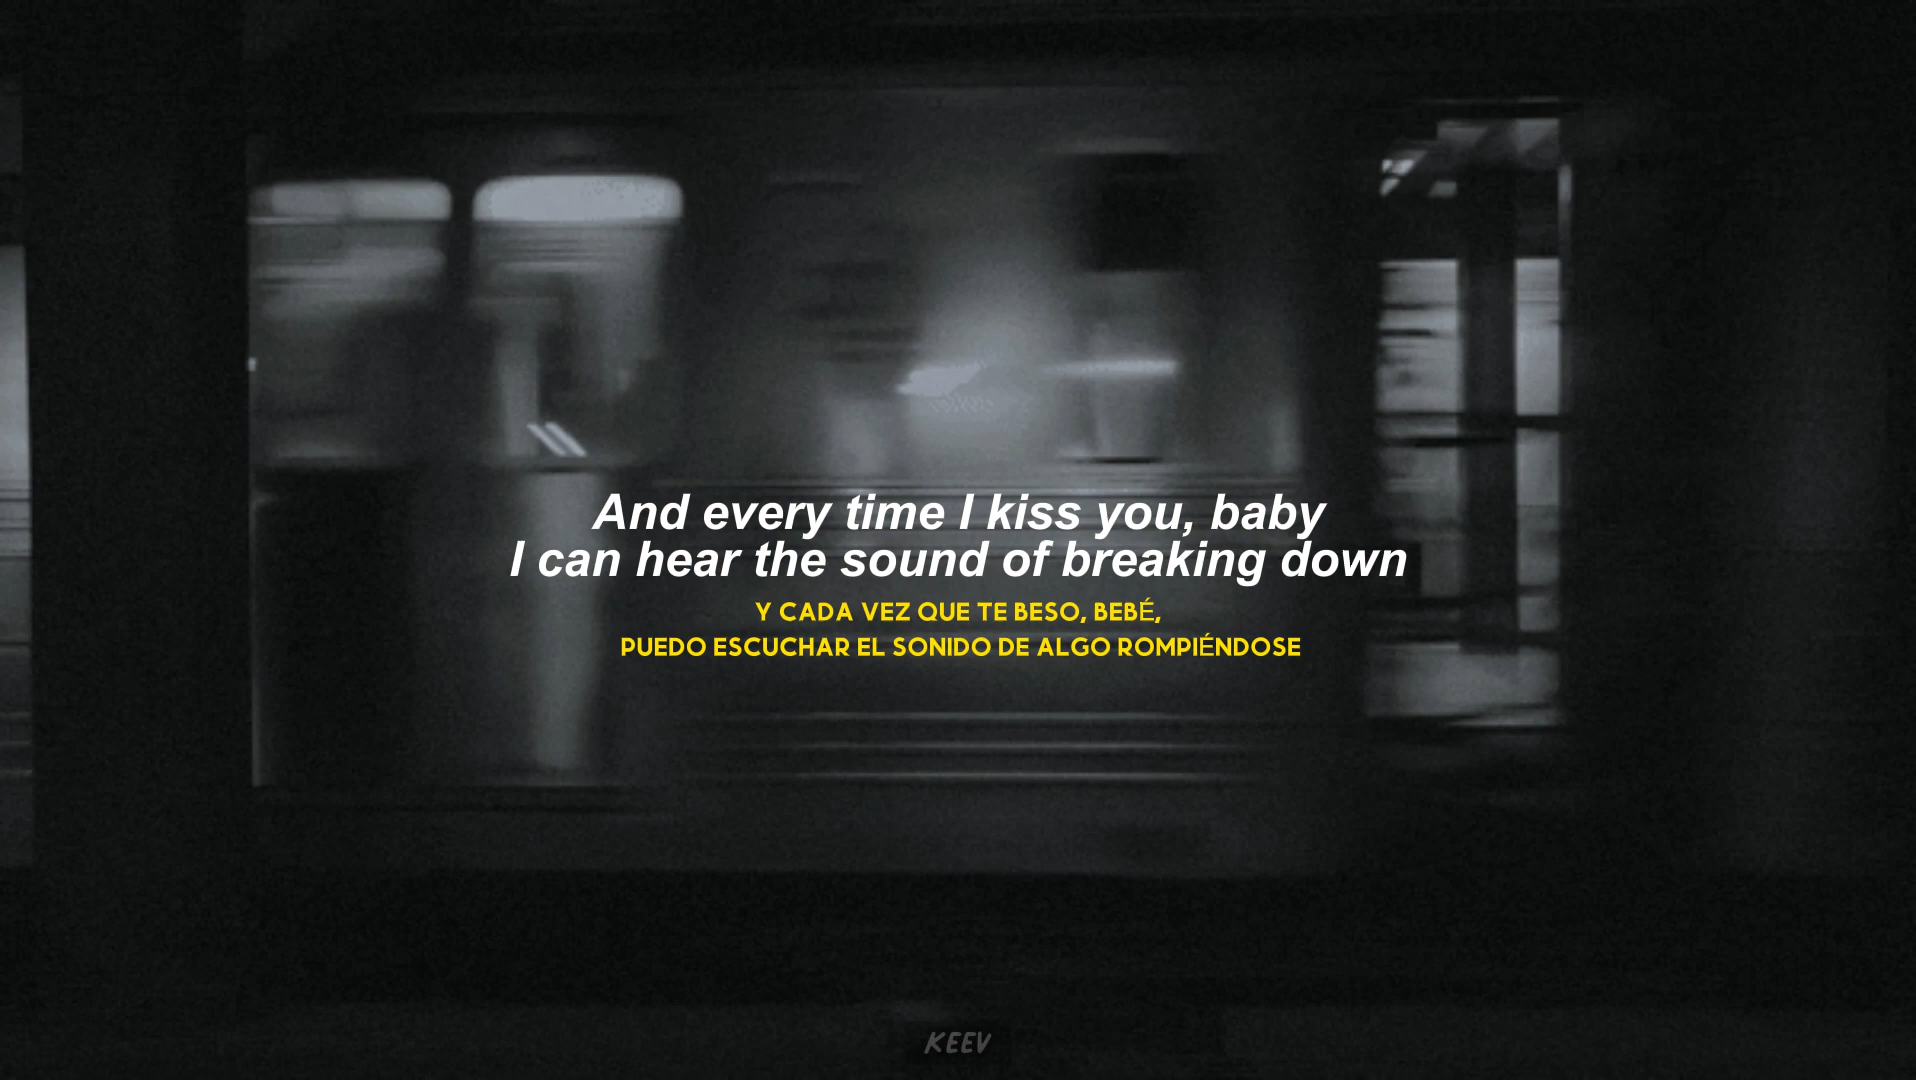 And every time I kiss you, baby
I can hear the sound of breaking down
Y CADA VEZ QUE TE BESO, BEBÉ,
PUEDO ESCUCHAR EL SONIDO DE ALGO ROMPIÉNDOSE
KEEV